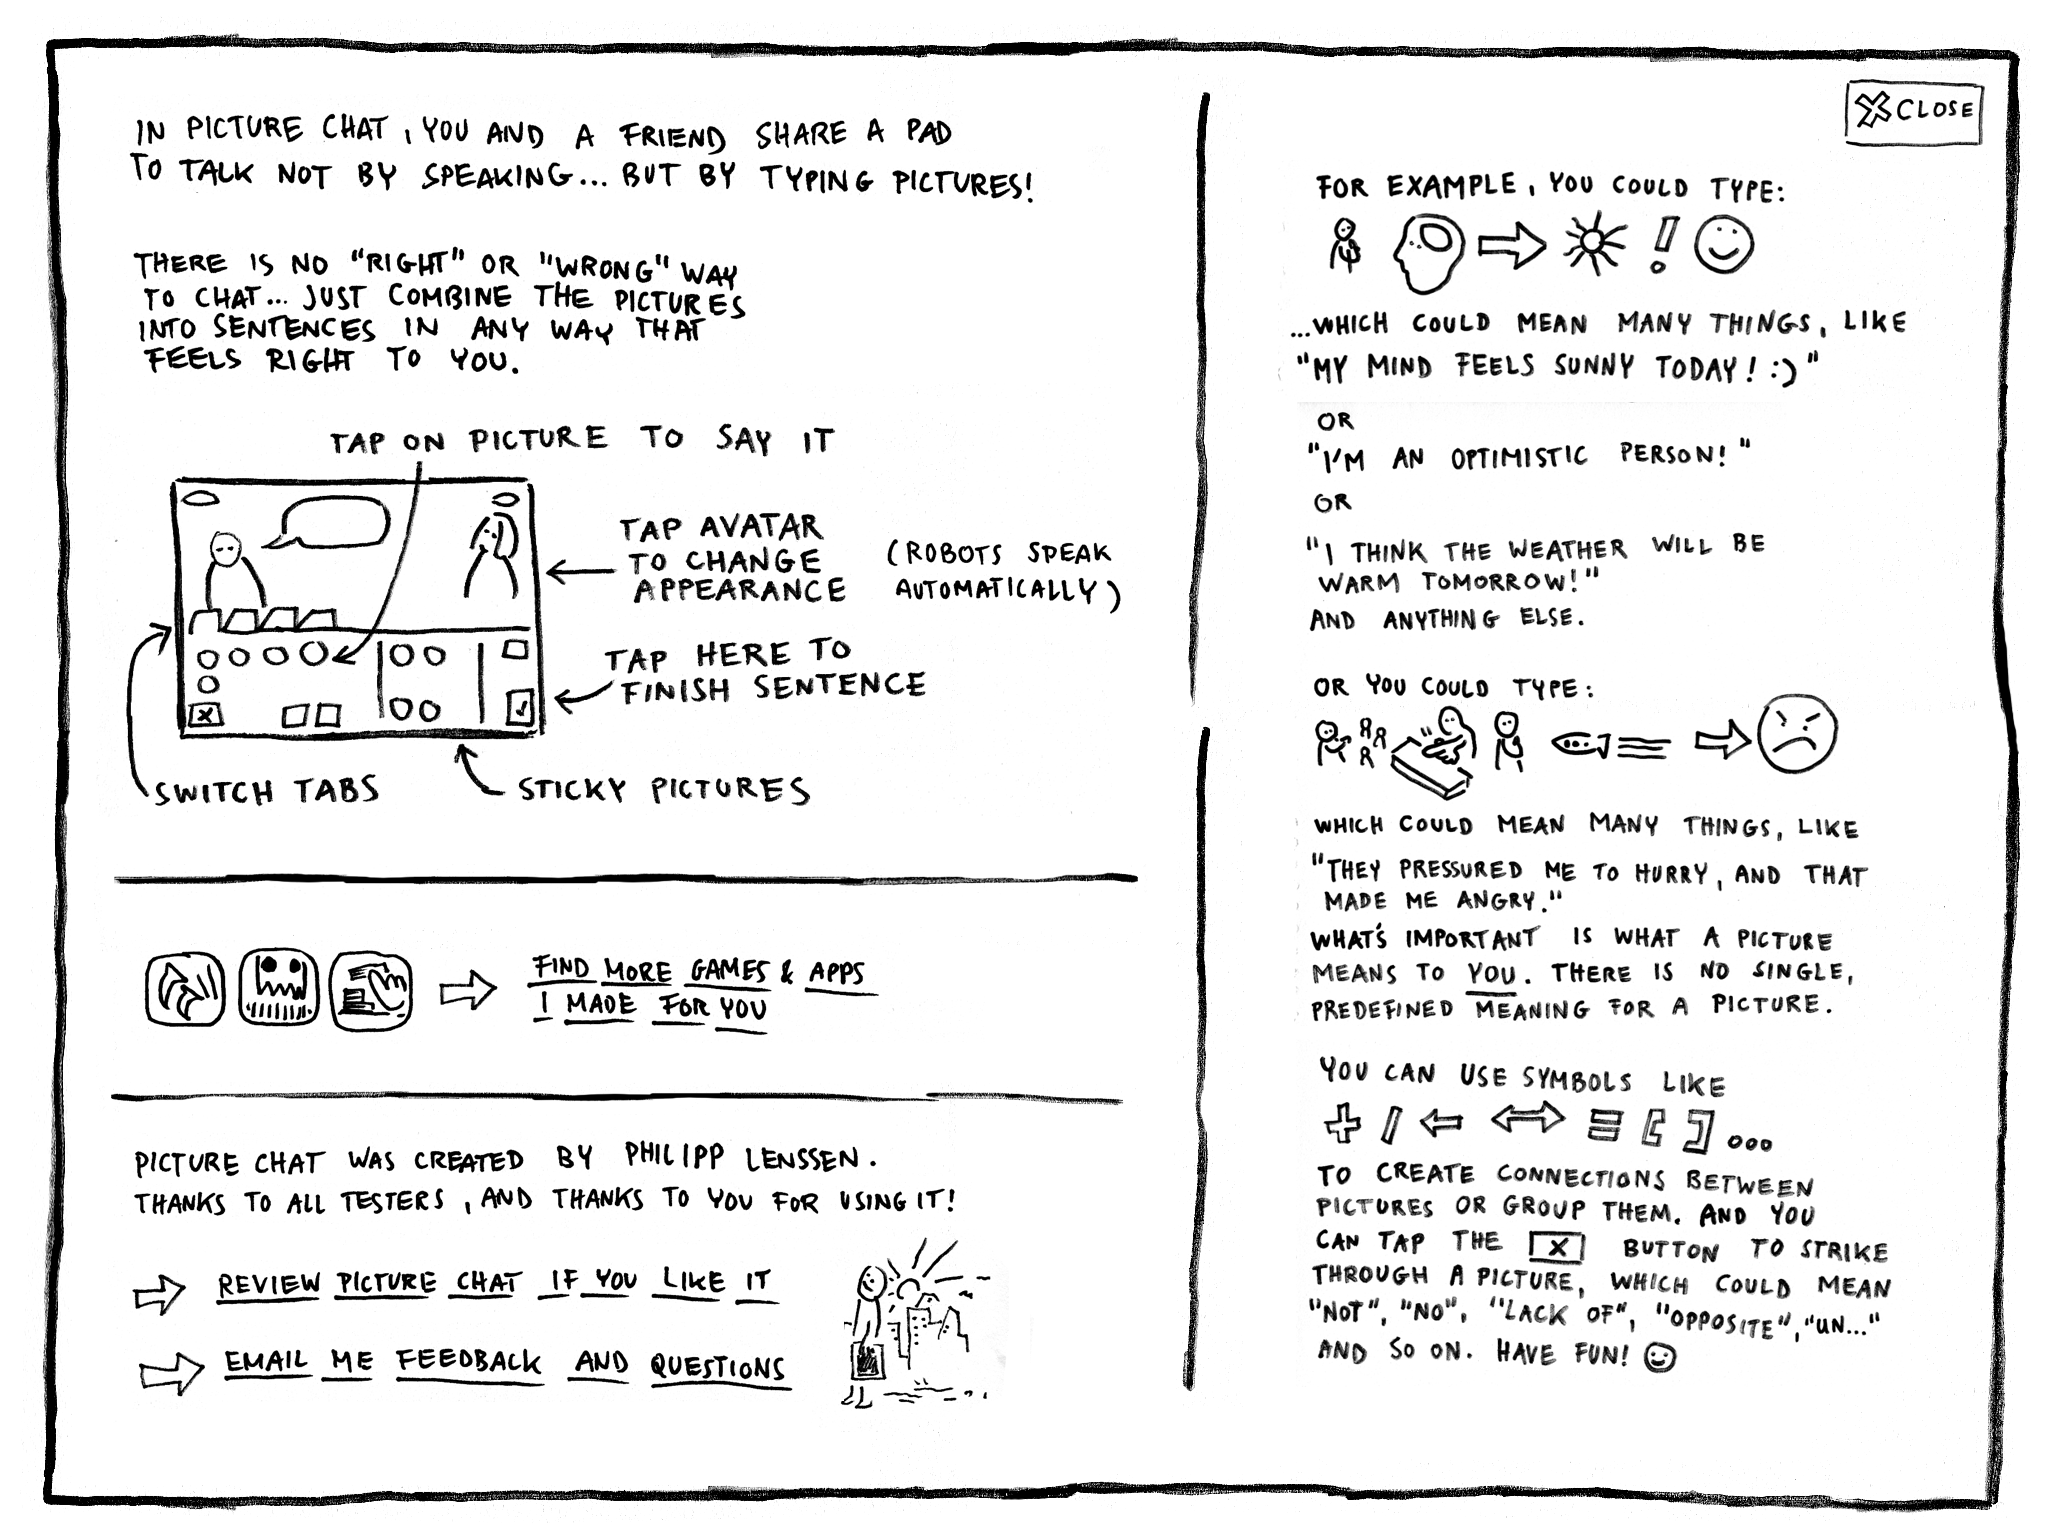 IN PICTURE CHAT, YOU AND A FRIEND SHARE A PAD
TO TALK NOT BY SPEAKING... BUT BY TYPING PICTURES!
THERE IS NO "RIGHT" OR "WRONG" WAY
TO CHAT... JUST COMBINE THE PICTURES
INTO SENTENCES IN ANY WAY THAT
FEELS RIGHT TO YOU.
TAP ON PICTURE TO SAY IT
TAP AVATAR
TO CHANGE
APPEARANCE
(ROBOTS SPEAK
AUTOMATICALLY)
TAP HERE TO
FINISH SENTENCE
SWITCH TABS
STICKY PICTURES
FIND MORE GAMES & APPS
I MADE FOR YOU
PICTURE CHAT WAS CREATED BY PHILIPP LENSSEN.
THANKS TO ALL TESTERS, AND THANKS TO YOU FOR USING IT!
REVIEW PICTURE CHAT IF YOU LIKE IT
EMAIL ME FEEDBACK AND QUESTIONS
CLOSE
FOR EXAMPLE, YOU COULD TYPE:
...WHICH COULD MEAN MANY THINGS, LIKE
"MY MIND FEELS SUNNY TODAY! :)"
OR
"I'M AN OPTIMISTIC PERSON!"
OR
"I THINK THE WEATHER WILL BE
WARM TOMORROW!"
AND ANYTHING ELSE.
OR YOU COULD TYPE:
WHICH COULD MEAN MANY THINGS, LIKE
"THEY PRESSURED ME TO HURRY, AND THAT
MADE ME ANGRY."
WHAT'S IMPORTANT IS WHAT A PICTURE
MEANS TO YOU. THERE IS NO SINGLE,
PREDEFINED MEANING FOR A PICTURE.
YOU CAN USE SYMBOLS LIKE
+ / ← ↔ = [ ] ...
TO CREATE CONNECTIONS BETWEEN
PICTURES OR GROUP THEM. AND YOU
CAN TAP THE X BUTTON TO STRIKE
THROUGH A PICTURE, WHICH COULD MEAN
"NOT", "NO", "LACK OF", "OPPOSITE", "UN..."
AND SO ON. HAVE FUN! ☺